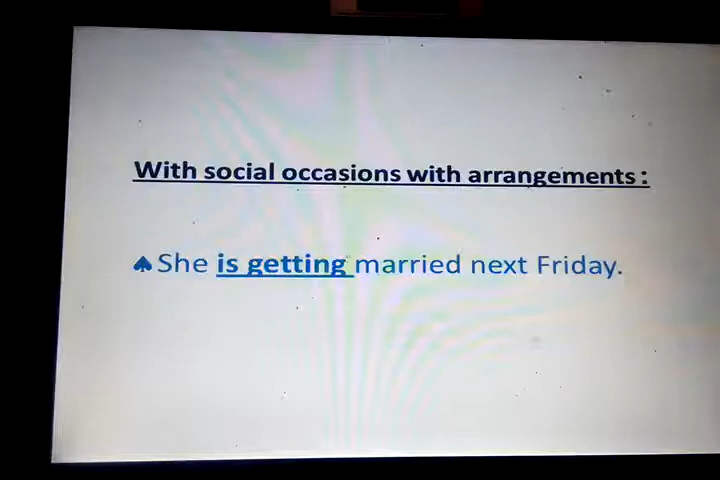 With social occasions with arrangements :
♠She is getting married next Friday.